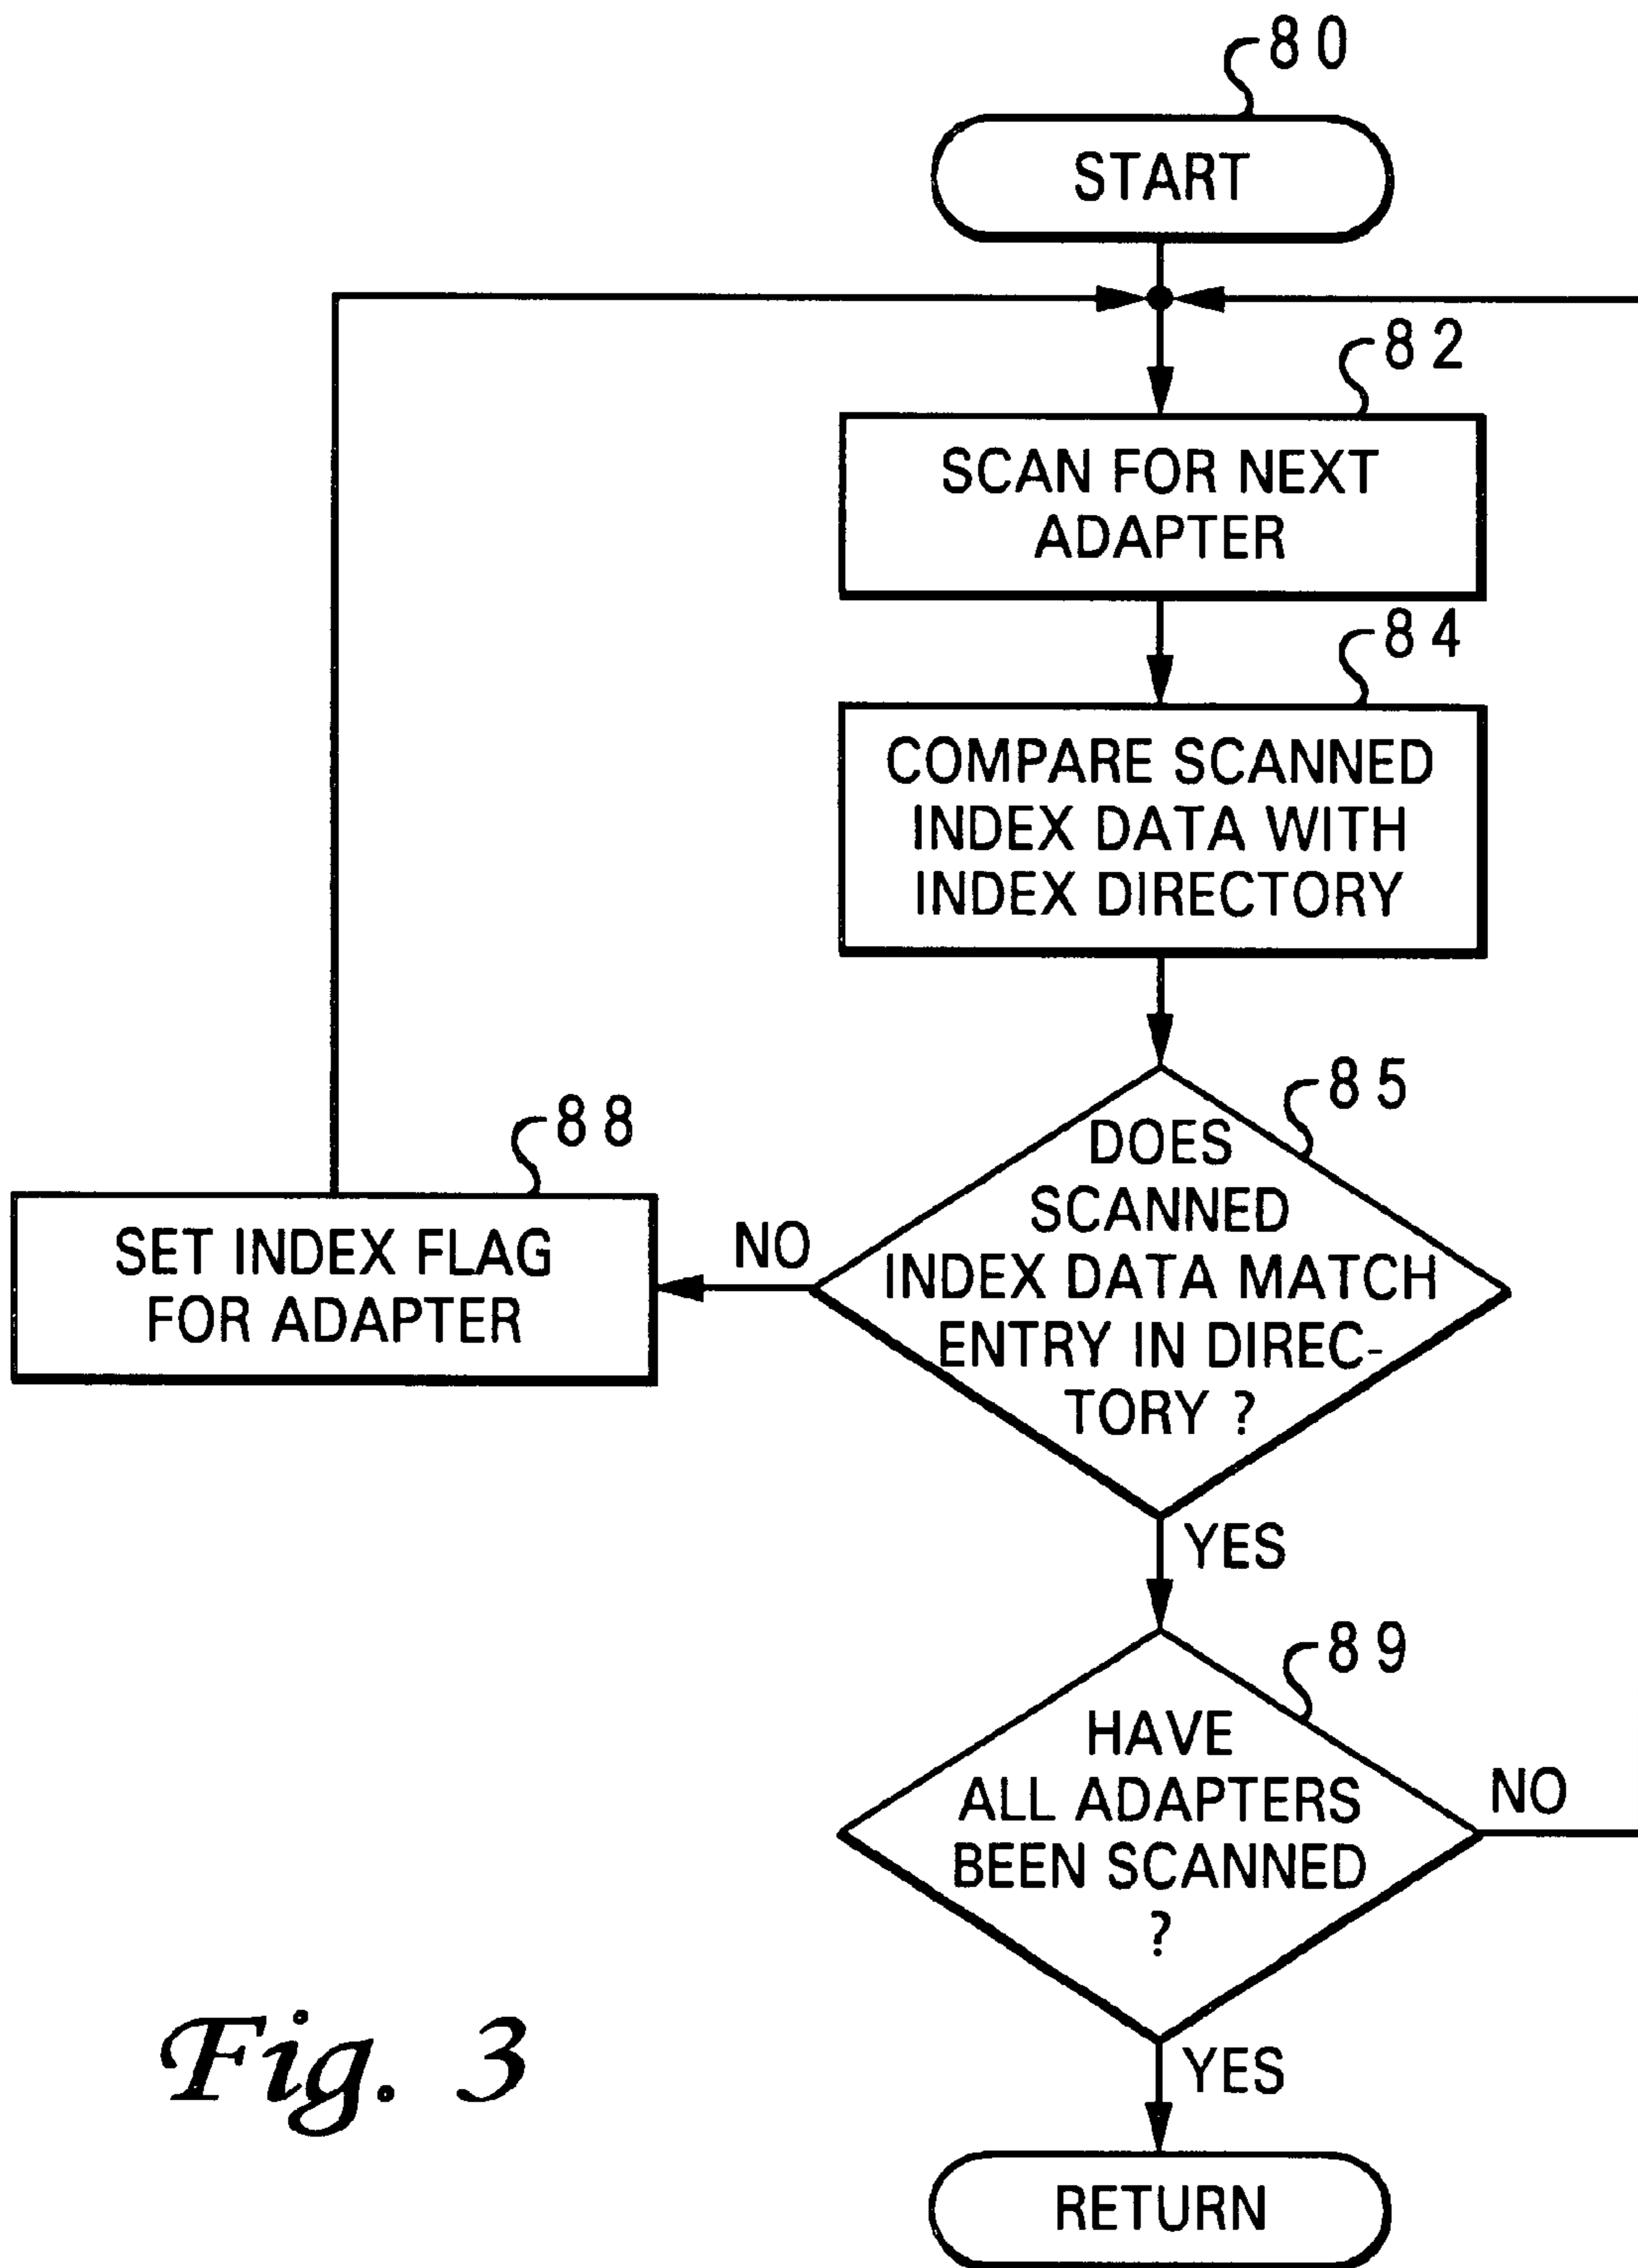 80
START
82
SCAN FOR NEXT
ADAPTER
84
COMPARE SCANNED
INDEX DATA WITH
INDEX DIRECTORY
85
DOES
SCANNED
INDEX DATA MATCH
ENTRY IN DIREC-
TORY ?
NO
88
SET INDEX FLAG
FOR ADAPTER
YES
89
HAVE
ALL ADAPTERS
BEEN SCANNED
?
NO
YES
RETURN
Fig. 3